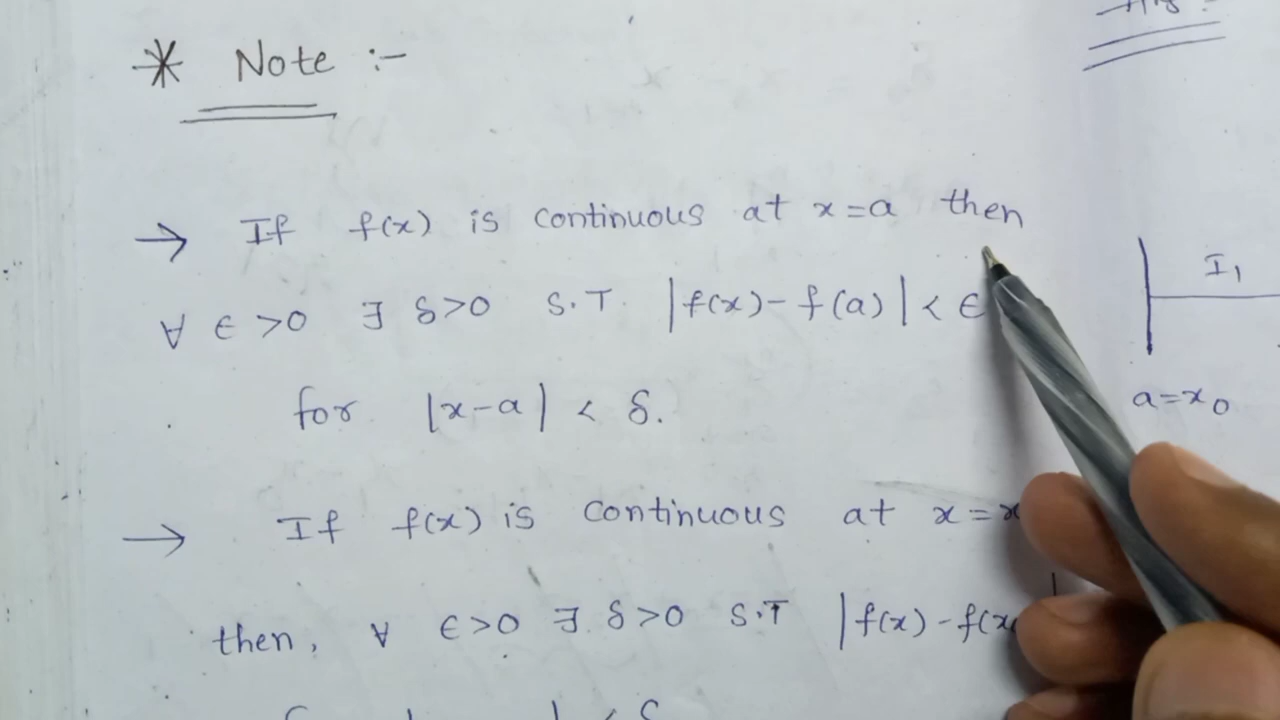 * Note :-
→ If f(x) is continuous at x=a then
∀ ϵ >0 ∃ δ>0 S.T. |f(x)- f(a)| < ϵ
for |x-a| < δ.
→ If f(x) is continuous at x=x
then, ∀ ϵ>0 ∃ δ>0 S.T |f(x)-f(x
< δ
I₁
a=x₀